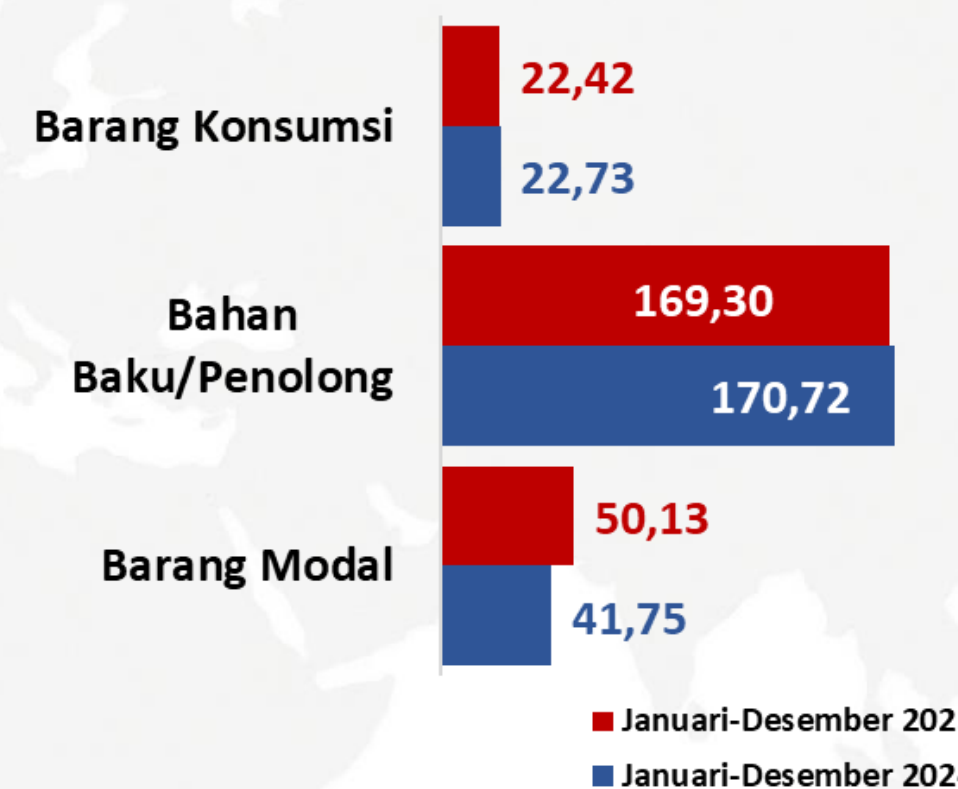 Barang Konsumsi
22,42
22,73
Bahan
Baku/Penolong
169,30
170,72
Barang Modal
50,13
41,75
Januari-Desember
Januari-Desember